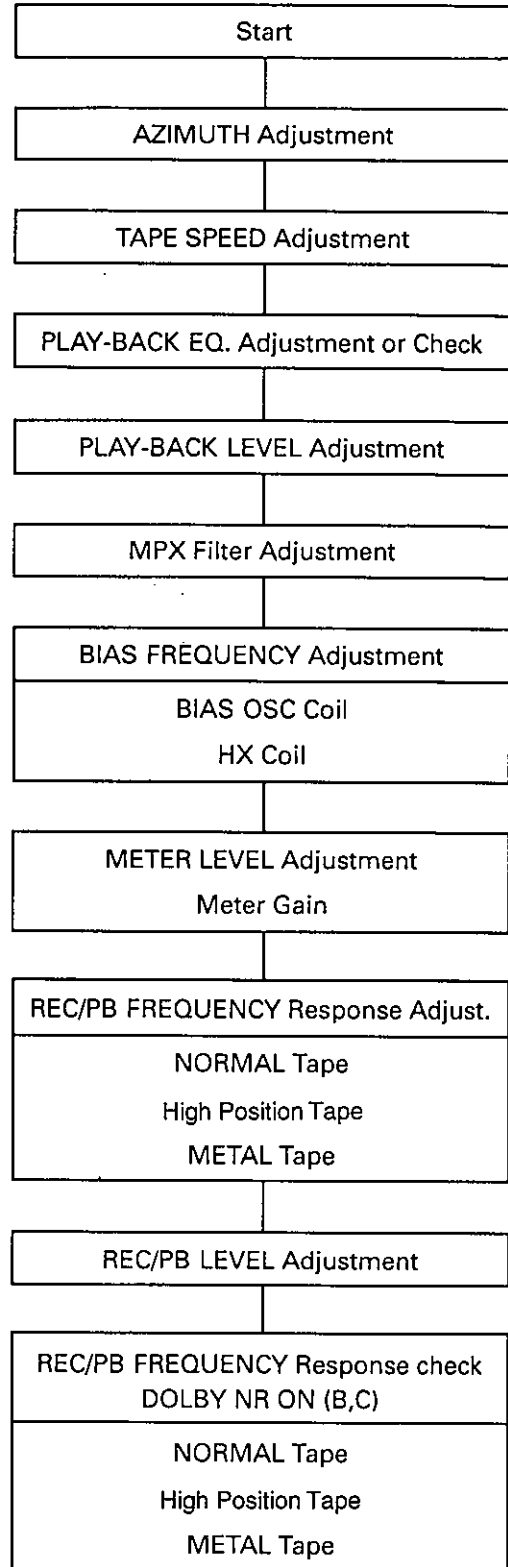 Start
AZIMUTH Adjustment
TAPE SPEED Adjustment
PLAY-BACK EQ. Adjustment or Check
PLAY-BACK LEVEL Adjustment
MPX Filter Adjustment
BIAS FREQUENCY Adjustment
BIAS OSC Coil
HX Coil
METER LEVEL Adjustment
Meter Gain
REC/PB FREQUENCY Response Adjust.
NORMAL Tape
High Position Tape
METAL Tape
REC/PB LEVEL Adjustment
REC/PB FREQUENCY Response check
DOLBY NR ON (B,C)
NORMAL Tape
High Position Tape
METAL Tape